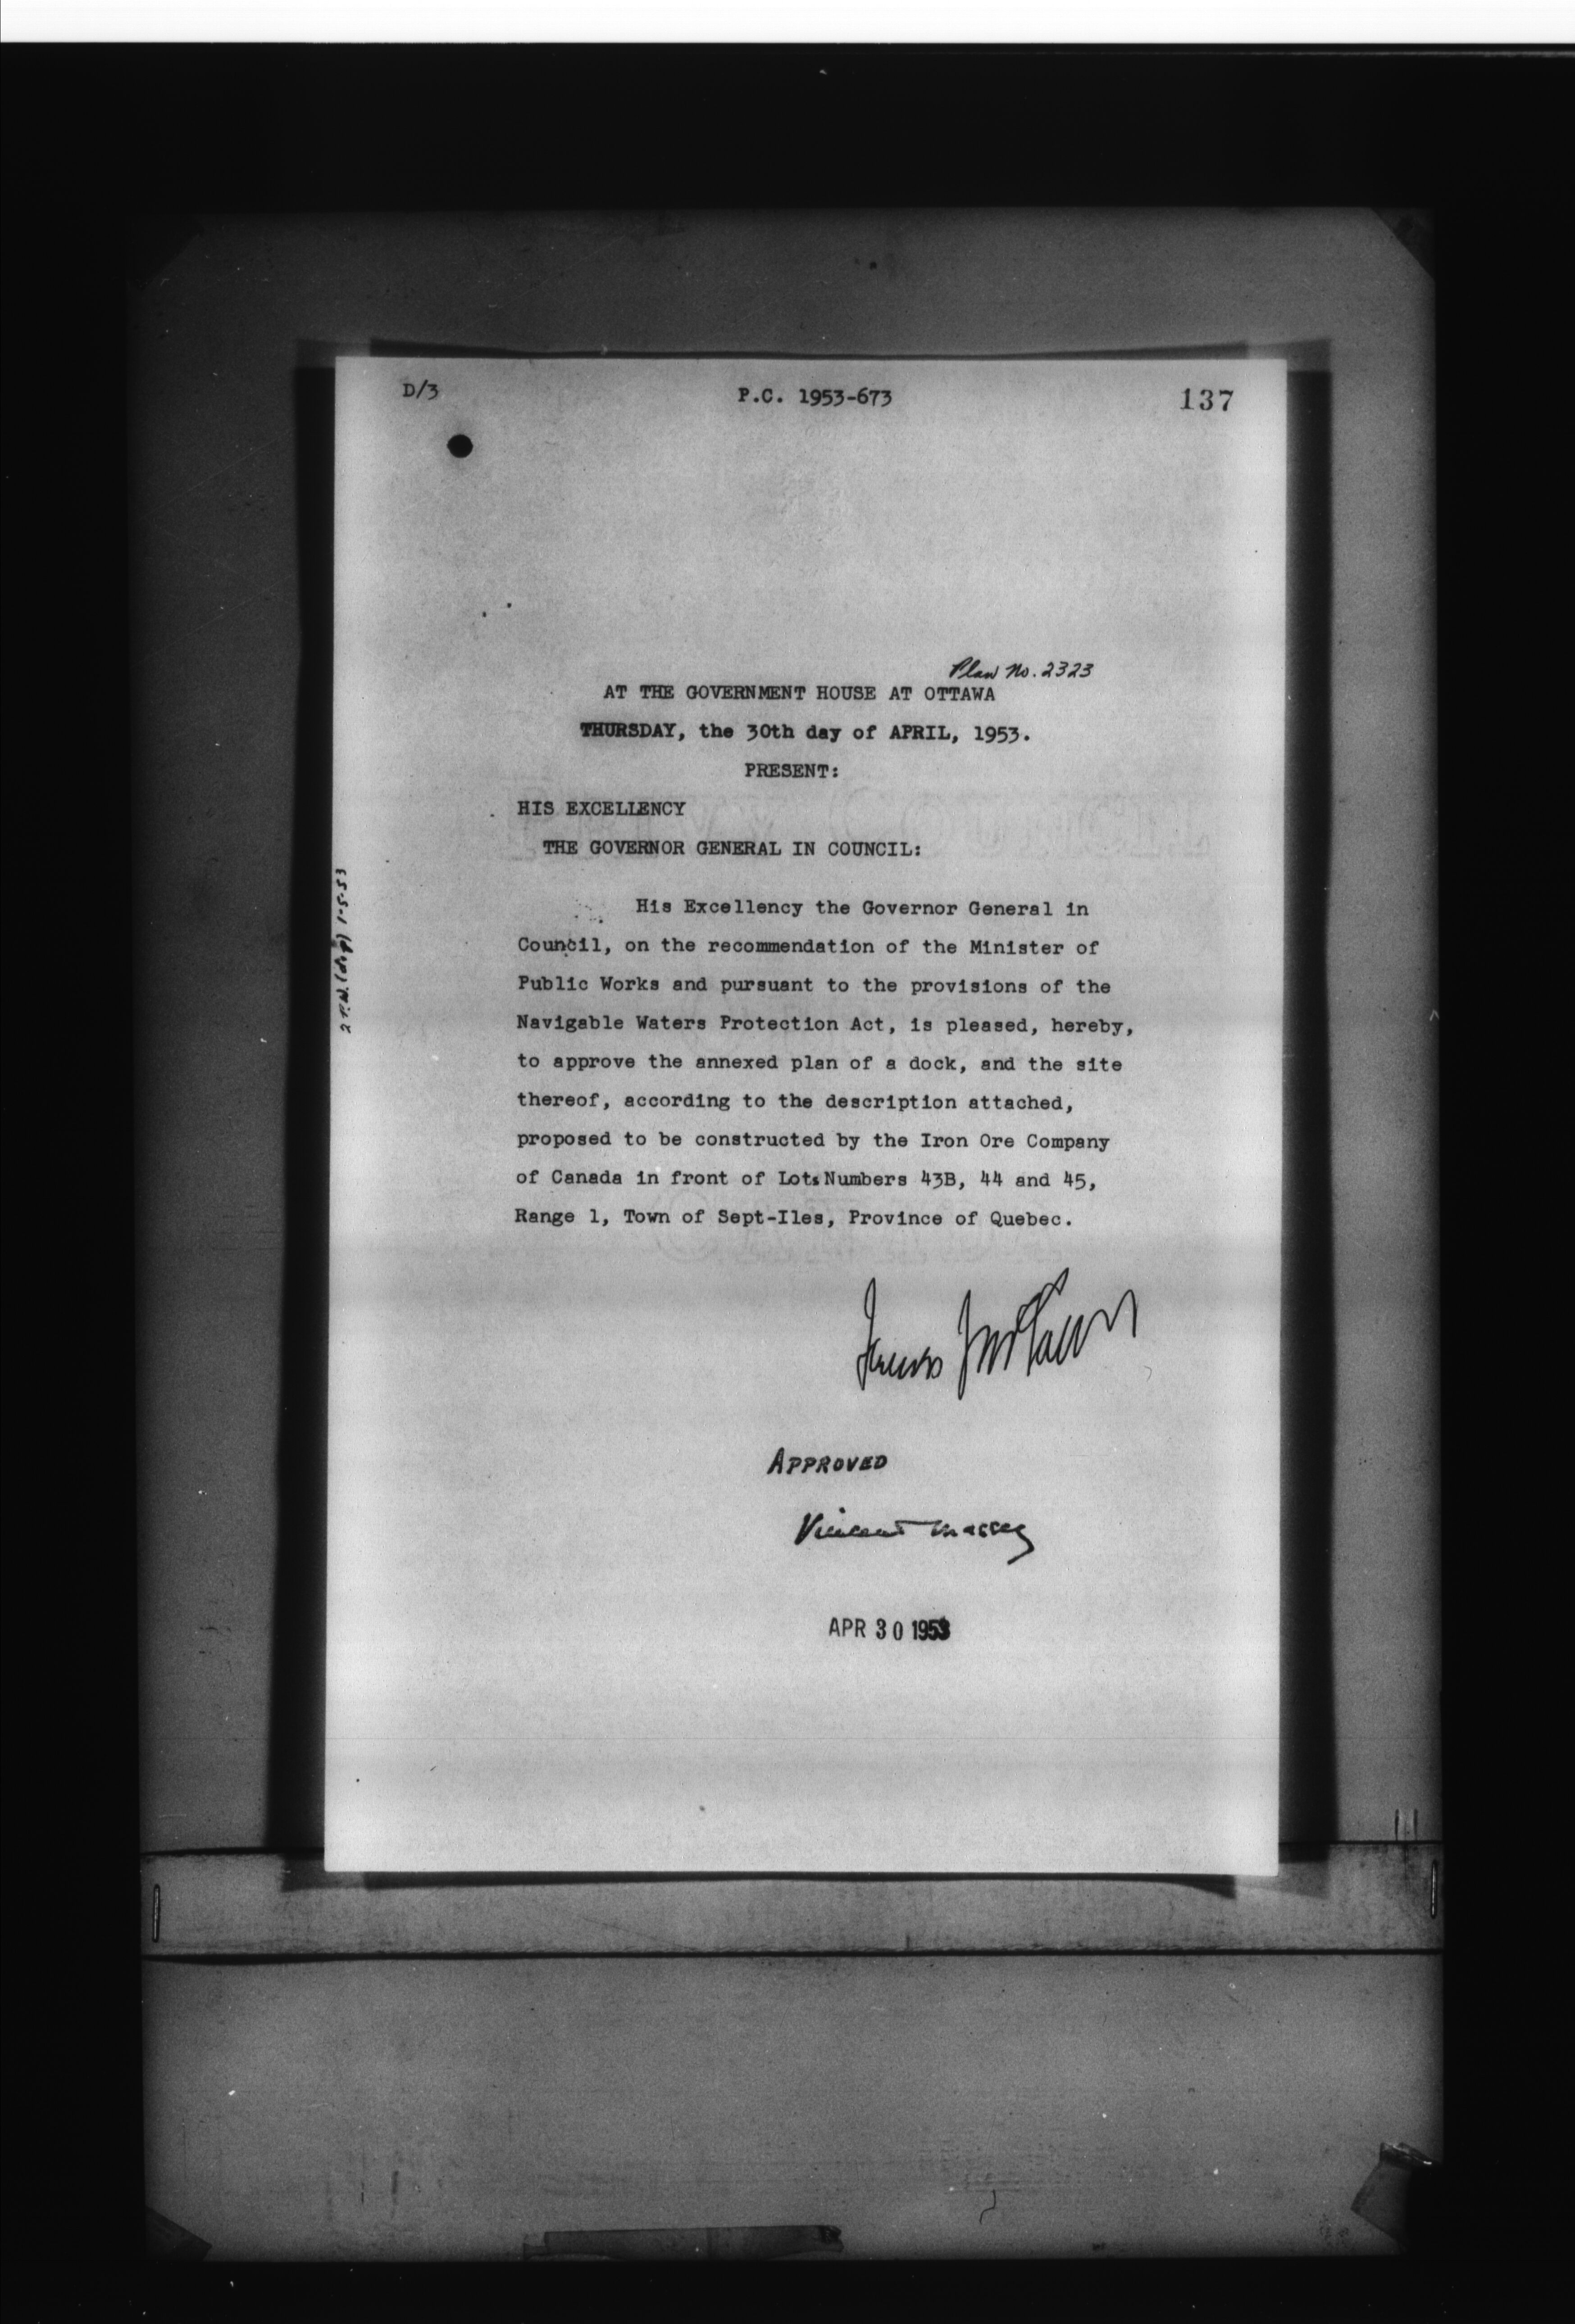 D/3 P.C. 1953-673 137
Plan No. 2323
AT THE GOVERNMENT HOUSE AT OTTAWA
THURSDAY, the 30th day of APRIL, 1953.
PRESENT:
HIS EXCELLENCY
THE GOVERNOR GENERAL IN COUNCIL:
His Excellency the Governor General in
Council, on the recommendation of the Minister of
Public Works and pursuant to the provisions of the
Navigable Waters Protection Act, is pleased, hereby,
to approve the annexed plan of a dock, and the site
thereof, according to the description attached,
proposed to be constructed by the Iron Ore Company
of Canada in front of Lots Numbers 43B, 44 and 45,
Range 1, Town of Sept-Iles, Province of Quebec.
APPROVED
Vincent Massey
APR 30 1953
1-5-53